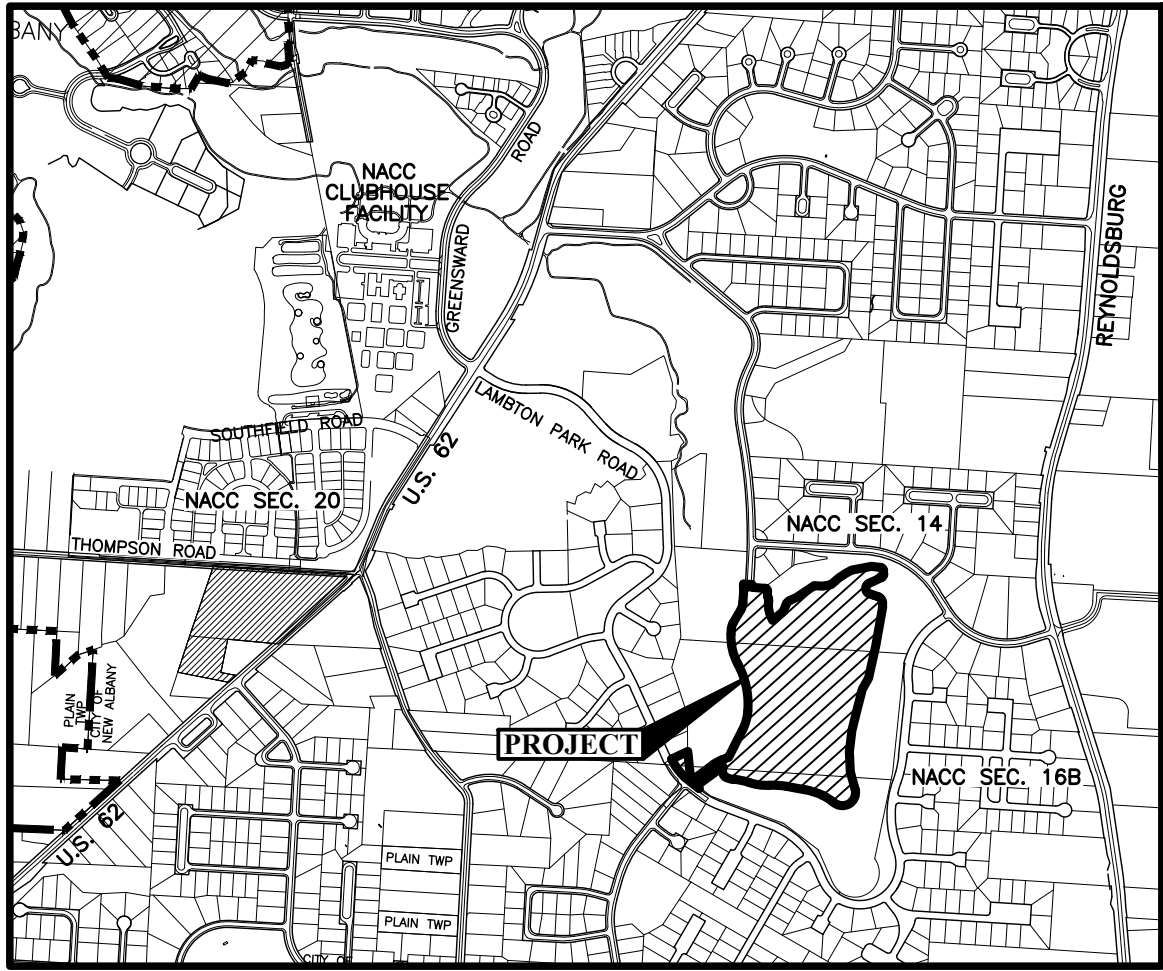 BANY
NACC
CLUBHOUSE
FACILITY
ROAD
GREENSWARD
REYNOLDSBURG
LAMBTON PARK ROAD
SOUTHFIELD ROAD
U.S. 62
NACC SEC. 20
NACC SEC. 14
THOMPSON ROAD
PLAIN
TWP
CITY OF
NEW ALBANY
PROJECT
NACC SEC. 16B
U.S. 62
PLAIN TWP
PLAIN TWP
CITY OF